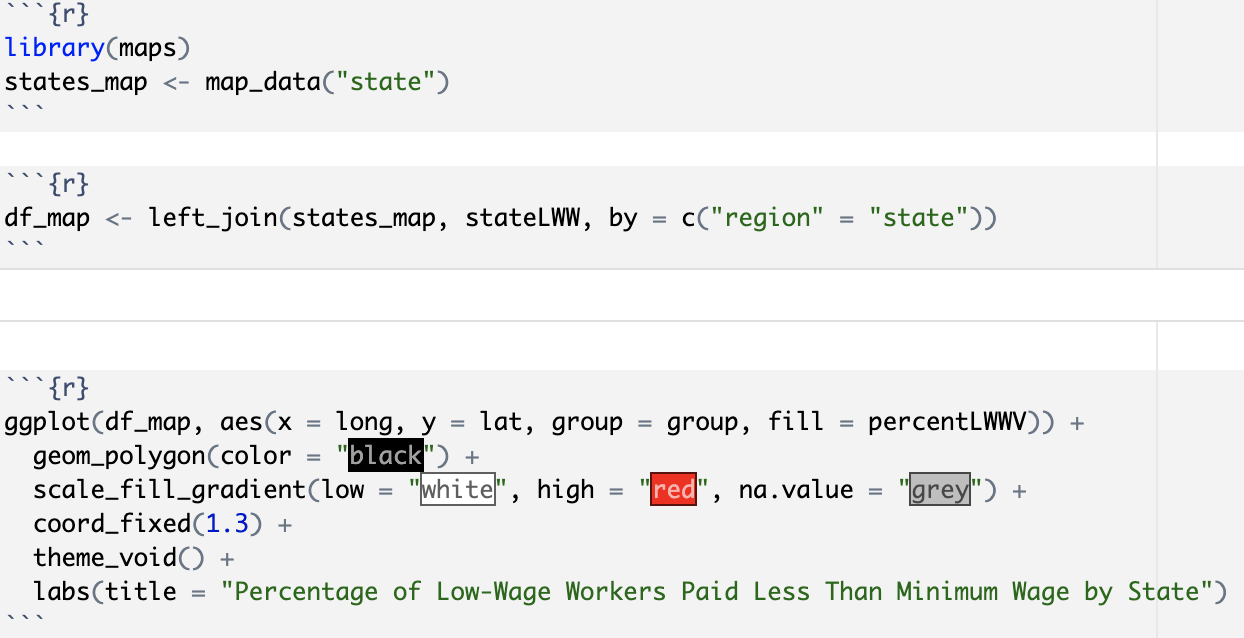 ```{r}
library(maps)
states_map <- map_data("state")
```
```{r}
df_map <- left_join(states_map, stateLWW, by = c("region" = "state"))
```
```{r}
ggplot(df_map, aes(x = long, y = lat, group = group, fill = percentLWWV)) +
  geom_polygon(color = "black") +
  scale_fill_gradient(low = "white", high = "red", na.value = "grey") +
  coord_fixed(1.3) +
  theme_void() +
  labs(title = "Percentage of Low-Wage Workers Paid Less Than Minimum Wage by State")
```